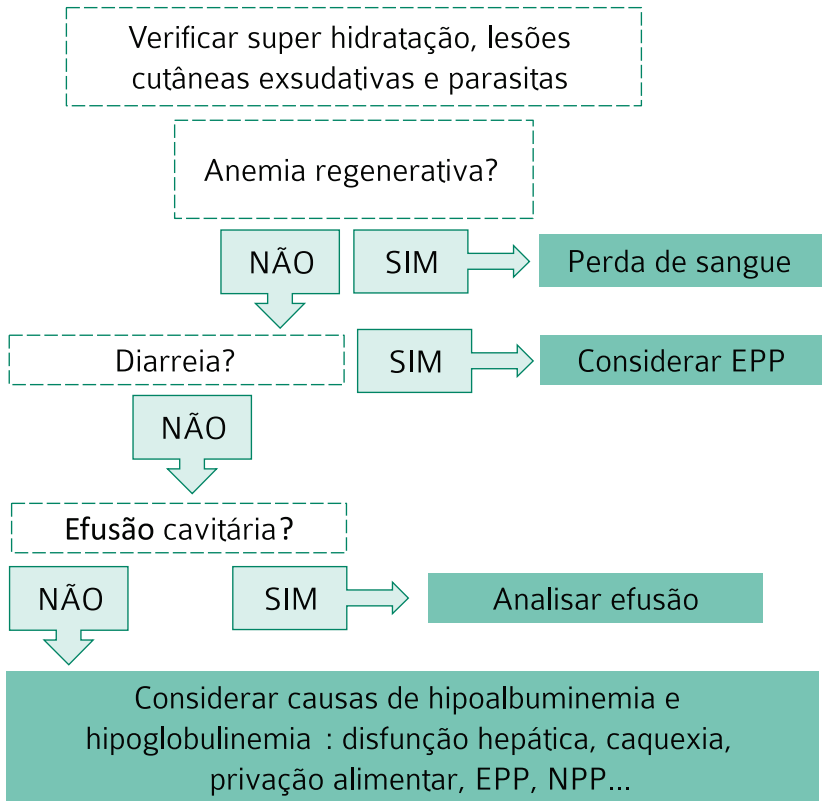 Verificar super hidratação, lesões
cutâneas exsudativas e parasitas
Anemia regenerativa?
NÃO
SIM
Perda de sangue
Diarreia?
SIM
Considerar EPP
NÃO
Efusão cavitária?
NÃO
SIM
Analisar efusão
Considerar causas de hipoalbuminemia e
hipoglobulinemia : disfunção hepática, caquexia,
privação alimentar, EPP, NPP...